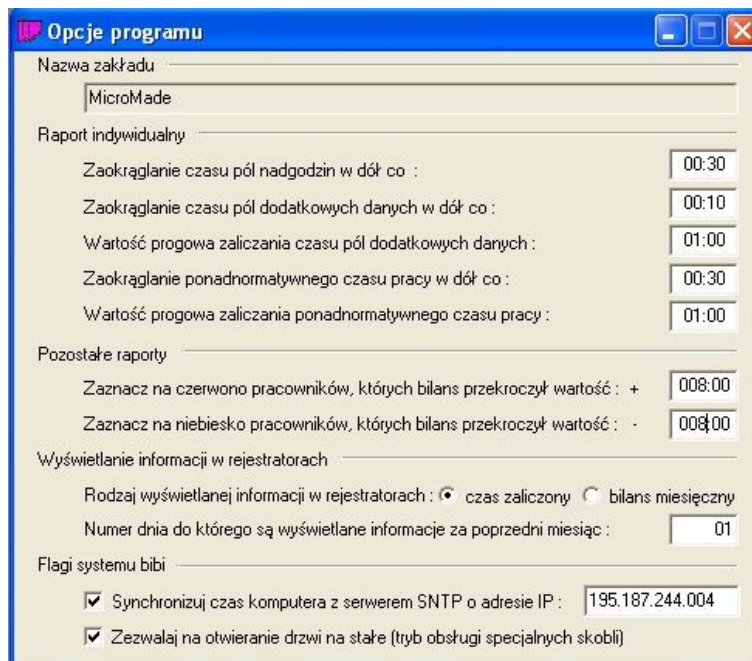 Opcje programu
Nazwa zakładu
MicroMade
Raport indywidualny
Zaokrąglanie czasu pól nadgodzin w dół co : 00:30
Zaokrąglanie czasu pól dodatkowych danych w dół co : 00:10
Wartość progowa zaliczania czasu pól dodatkowych danych : 01:00
Zaokrąglanie ponadnormatywnego czasu pracy w dół co : 00:30
Wartość progowa zaliczania ponadnormatywnego czasu pracy : 01:00
Pozostałe raporty
Zaznacz na czerwono pracowników, których bilans przekroczył wartość : + 008:00
Zaznacz na niebiesko pracowników, których bilans przekroczył wartość : - 008:00
Wyświetlanie informacji w rejestratorach
Rodzaj wyświetlanej informacji w rejestratorach : czas zaliczony bilans miesięczny
Numer dnia do którego są wyświetlane informacje za poprzedni miesiąc : 01
Flagi systemu bibi
Synchronizuj czas komputera z serwerem SNTP o adresie IP : 195.187.244.004
Zezwalaj na otwieranie drzwi na stałe (tryb obsługi specjalnych skobli)